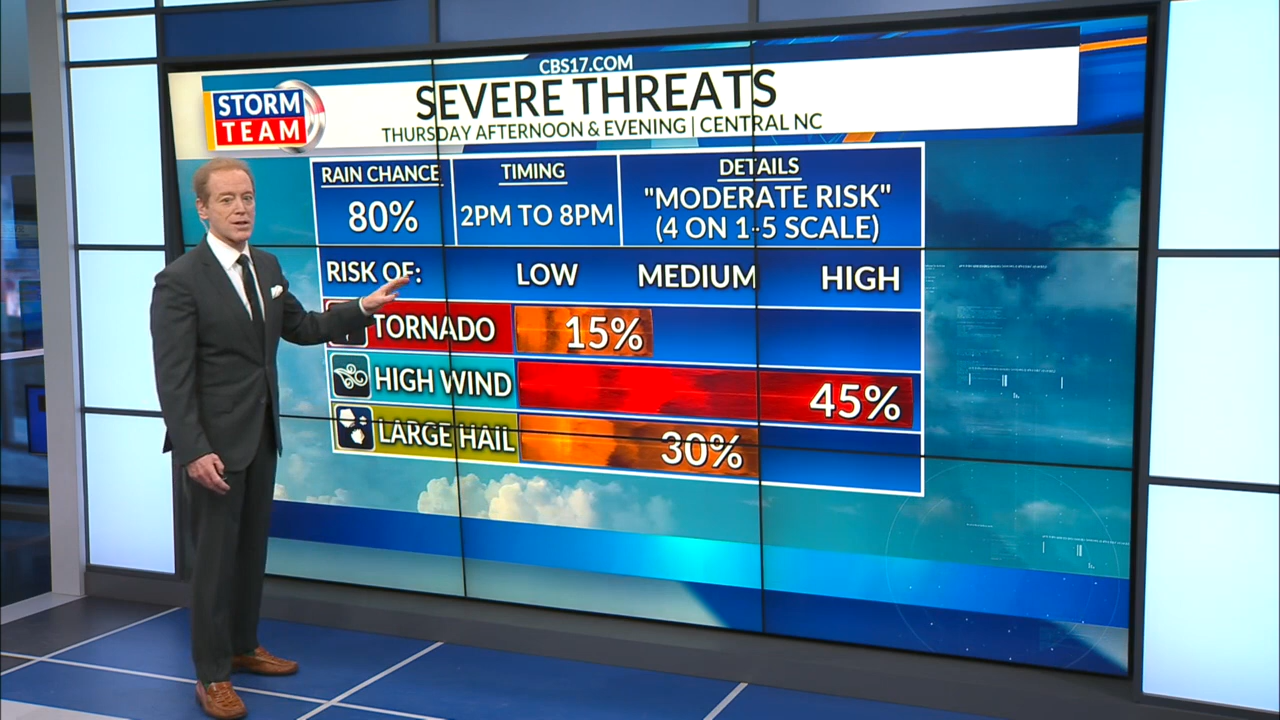 CBS17.COM
STORM
TEAM
SEVERE THREATS
THURSDAY AFTERNOON & EVENING | CENTRAL NC
RAIN CHANCE
80%
TIMING
2PM TO 8PM
DETAILS
"MODERATE RISK"
(4 ON 1-5 SCALE)
RISK OF: LOW MEDIUM HIGH
TORNADO 15%
HIGH WIND 45%
LARGE HAIL 30%